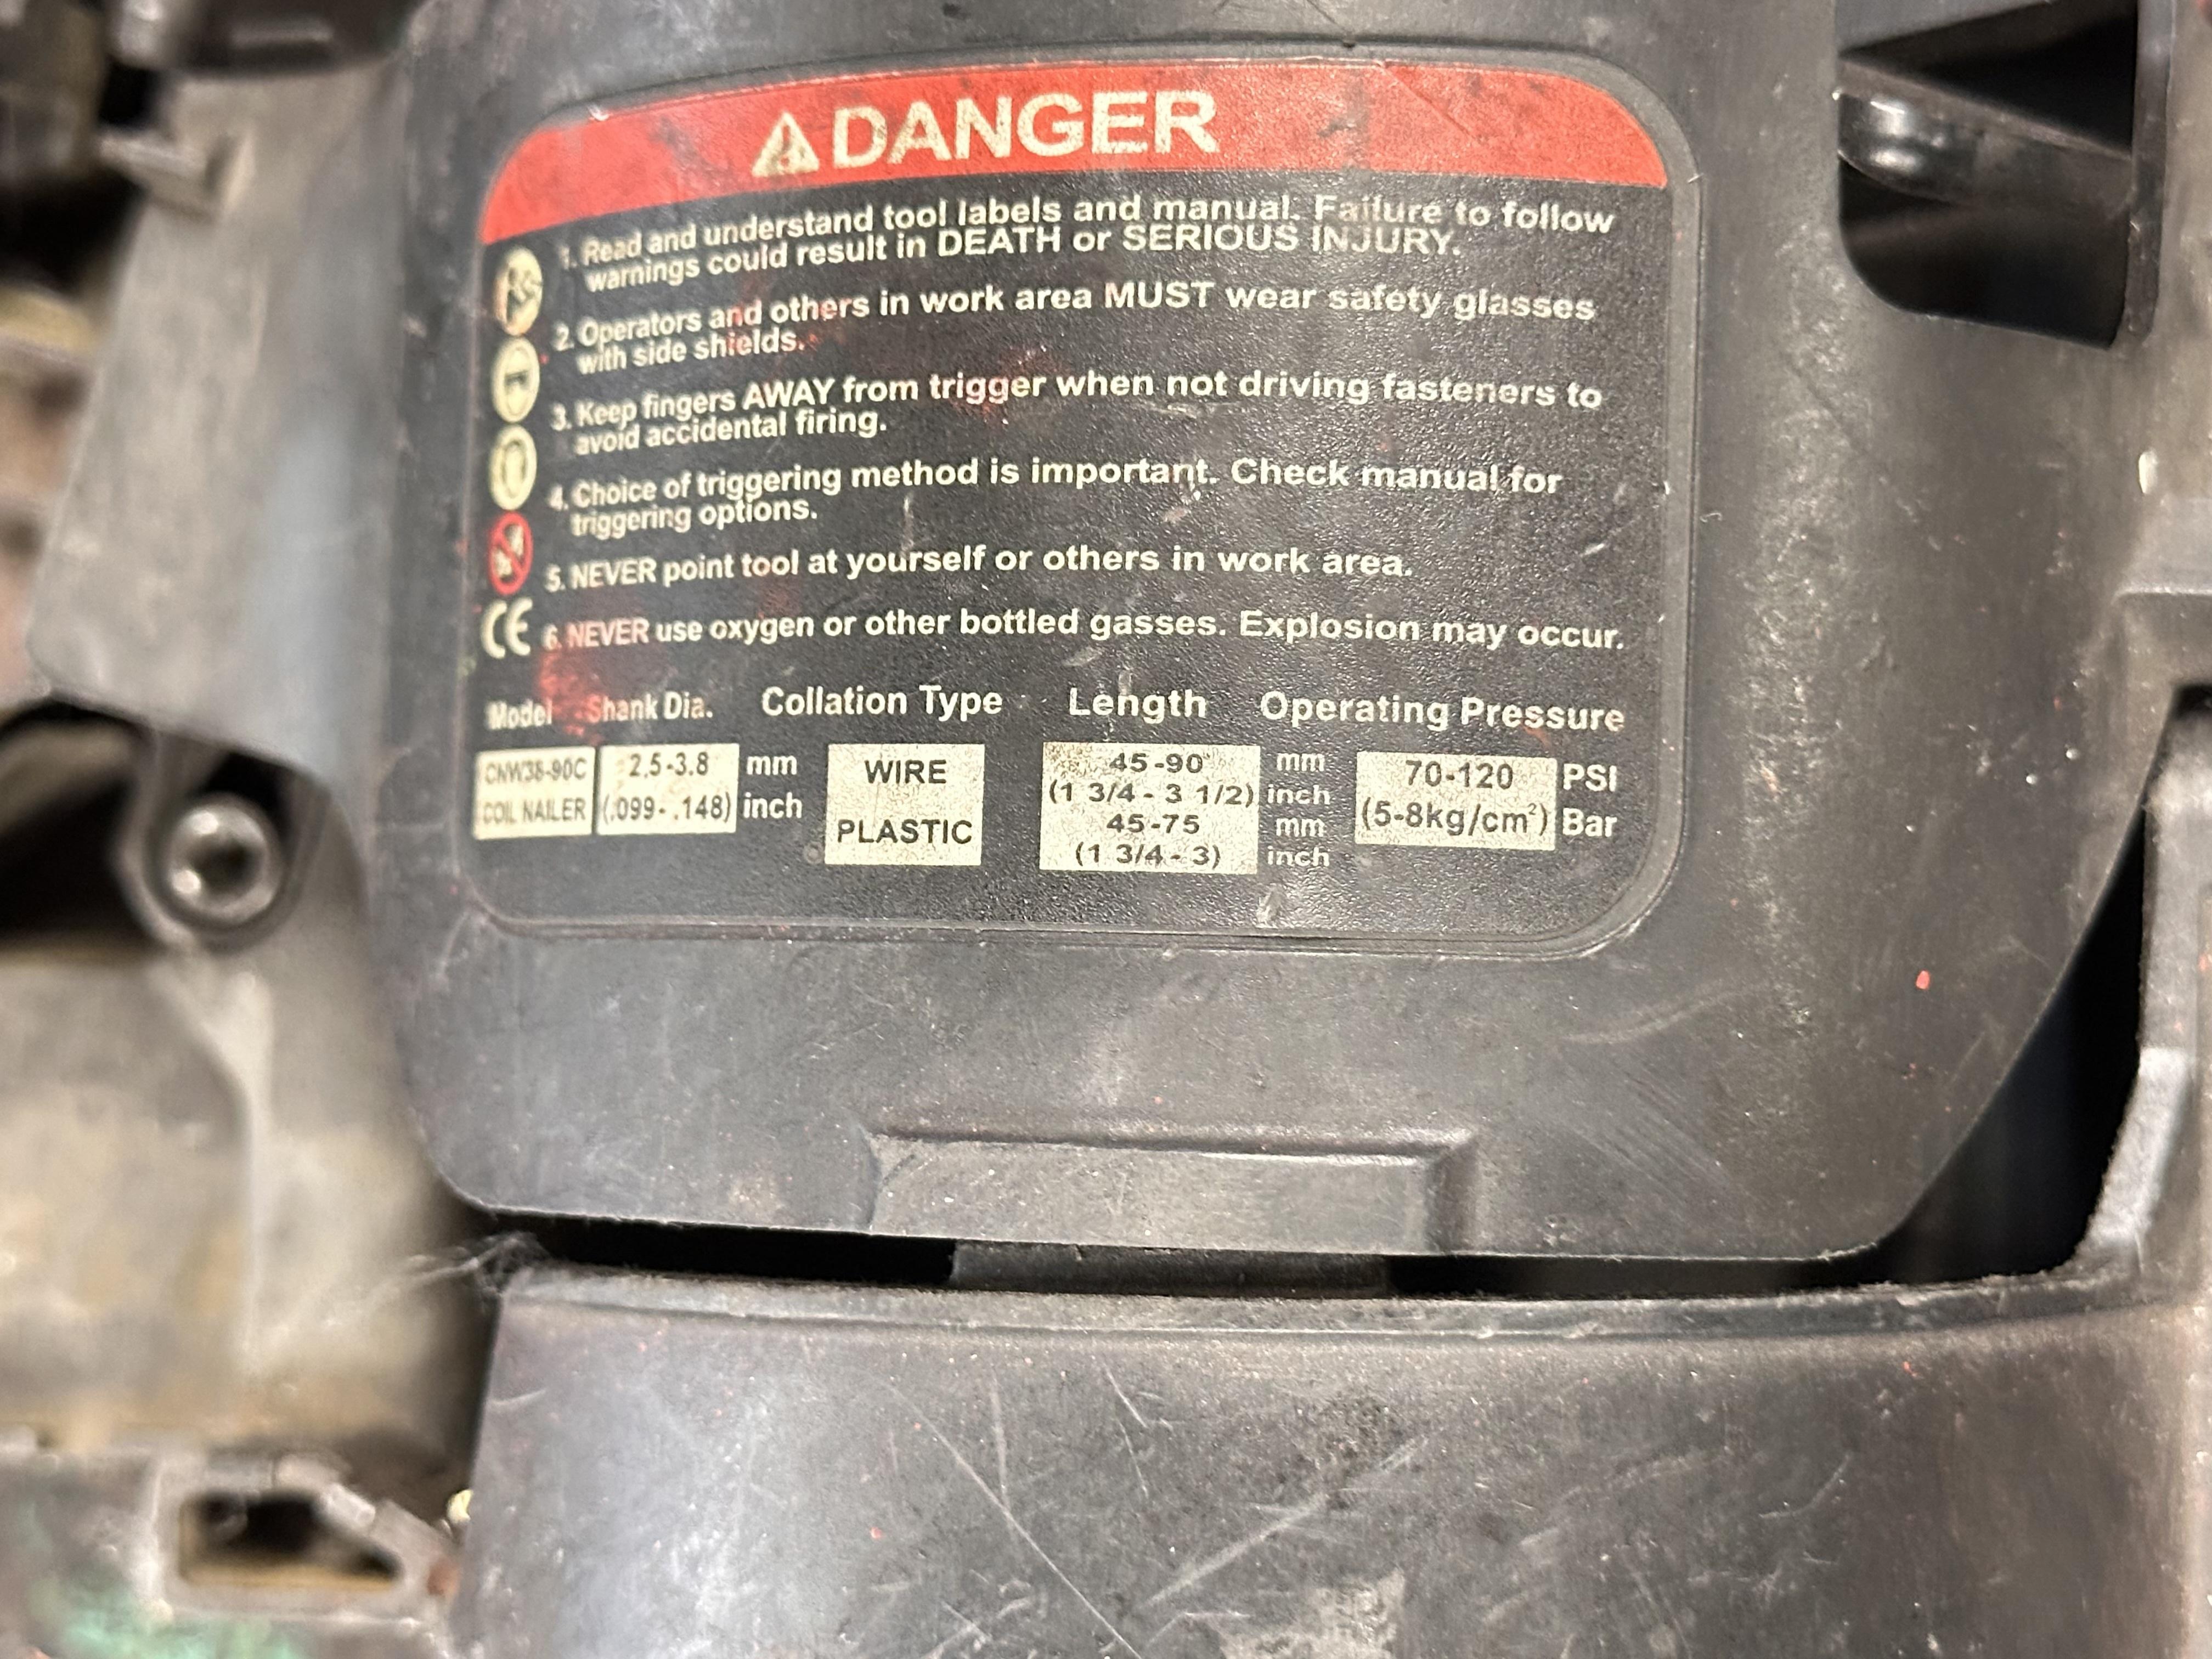 DANGER
1. Read and understand tool labels and manual. Failure to follow
warnings could result in DEATH or SERIOUS INJURY.
2. Operators and others in work area MUST wear safety glasses
with side shields.
3. Keep fingers AWAY from trigger when not driving fasteners to
avoid accidental firing.
4. Choice of triggering method is important. Check manual for
triggering options.
5. NEVER point tool at yourself or others in work area.
CE
6. NEVER use oxygen or other bottled gasses. Explosion may occur.
Model Shank Dia. Collation Type Length Operating Pressure
CNW38-90C
COIL NAILER
2.5-3.8 mm
(.099- .148) inch
WIRE
PLASTIC
45-90 mm
(1 3/4 - 3 1/2) inch
45-75 mm
(1 3/4 - 3) inch
70-120 PSI
(5-8kg/cm²) Bar